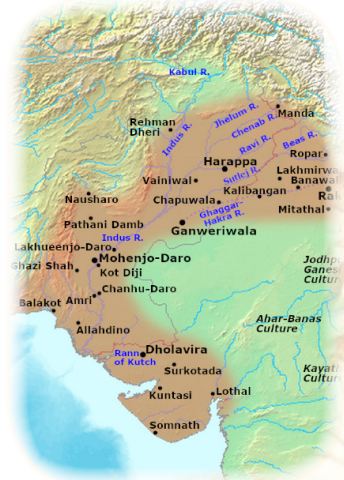 Kabul R.
Manda
Jhelum R.
Rehman
Dheri
Chenab R.
Indus R.
Ravi R.
Beas R.
Ropar
Harappa
Lakhmirwa
Sutlej R.
Vainiwal
Banawal
Kalibangan
Rak
Nausharo
Chapuwala
Mitathal
Ghaggar-
Hakra R.
Pathani Damb
Ganweriwala
Indus R.
Lakhueenjo-Daro
Mohenjo-Daro
Ghazi Shah
Kot Diji
Jodhp
Ganes
Cultur
Chanhu-Daro
Amri
Balakot
Allahdino
Ahar-Banas
Culture
Dholavira
Rann
of Kutch
Surkotada
Kayat
Cultur
Kuntasi
Lothal
Somnath